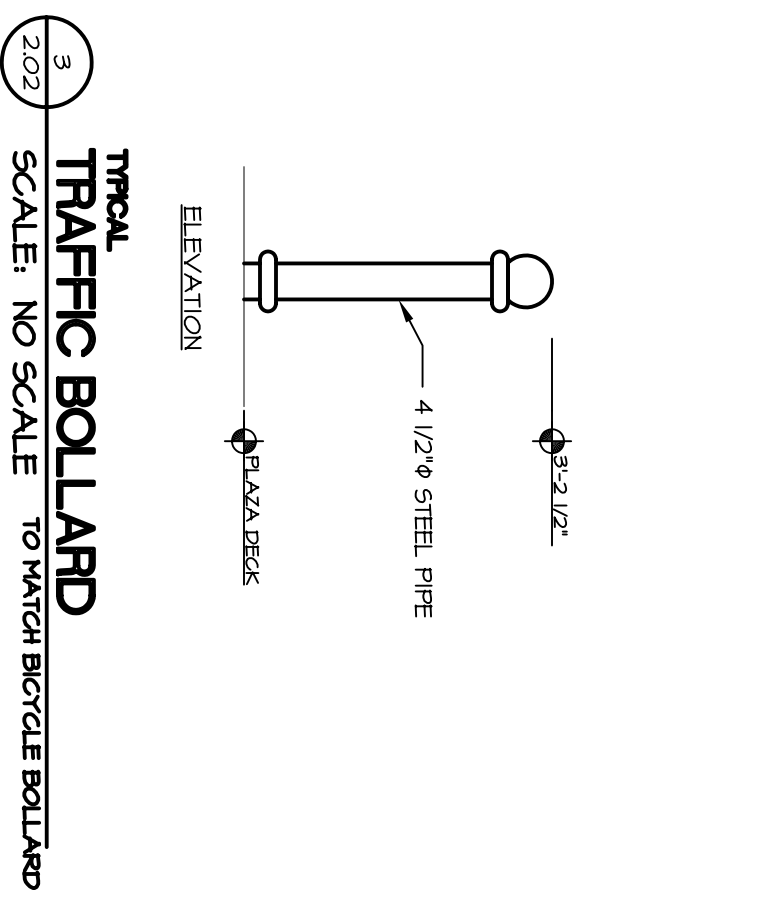 3'-2 1/2"
4 1/2"Φ STEEL PIPE
PLAZA DECK
ELEVATION
TYPICAL
TRAFFIC BOLLARD
3
2.02
SCALE: NO SCALE TO MATCH BICYCLE BOLLARD